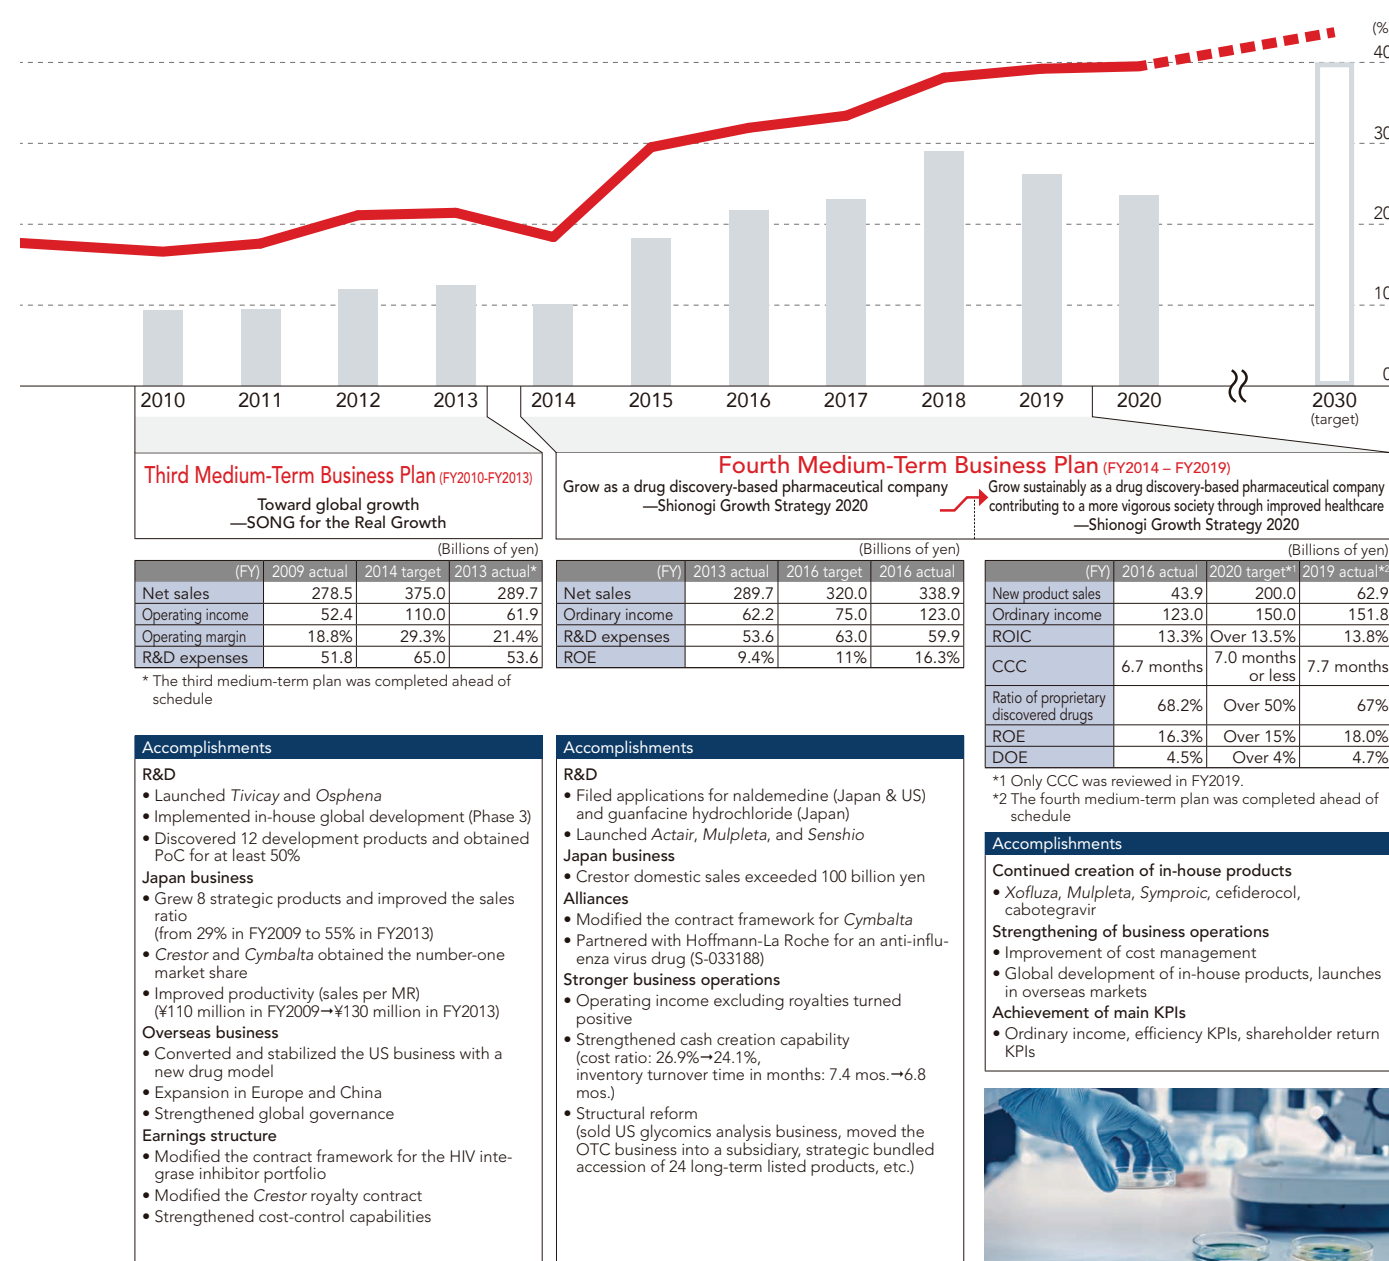 (%
40
30
20
10
0
2010 2011 2012 2013 2014 2015 2016 2017 2018 2019 2020 2030
(target)
Third Medium-Term Business Plan (FY2010-FY2013)
Toward global growth
—SONG for the Real Growth
(Billions of yen)
(FY) 2009 actual 2014 target 2013 actual*
Net sales 278.5 375.0 289.7
Operating income 52.4 110.0 61.9
Operating margin 18.8% 29.3% 21.4%
R&D expenses 51.8 65.0 53.6
* The third medium-term plan was completed ahead of
schedule
Accomplishments
R&D
• Launched Tivicay and Osphena
• Implemented in-house global development (Phase 3)
• Discovered 12 development products and obtained
PoC for at least 50%
Japan business
• Grew 8 strategic products and improved the sales
ratio
(from 29% in FY2009 to 55% in FY2013)
• Crestor and Cymbalta obtained the number-one
market share
• Improved productivity (sales per MR)
(¥110 million in FY2009→¥130 million in FY2013)
Overseas business
• Converted and stabilized the US business with a
new drug model
• Expansion in Europe and China
• Strengthened global governance
Earnings structure
• Modified the contract framework for the HIV inte-
grase inhibitor portfolio
• Modified the Crestor royalty contract
• Strengthened cost-control capabilities
Fourth Medium-Term Business Plan (FY2014 – FY2019)
Grow as a drug discovery-based pharmaceutical company
—Shionogi Growth Strategy 2020
Grow sustainably as a drug discovery-based pharmaceutical company
contributing to a more vigorous society through improved healthcare
—Shionogi Growth Strategy 2020
(Billions of yen)
(FY) 2013 actual 2016 target 2016 actual
Net sales 289.7 320.0 338.9
Ordinary income 62.2 75.0 123.0
R&D expenses 53.6 63.0 59.9
ROE 9.4% 11% 16.3%
Accomplishments
R&D
• Filed applications for naldemedine (Japan & US)
and guanfacine hydrochloride (Japan)
• Launched Actair, Mulpleta, and Senshio
Japan business
• Crestor domestic sales exceeded 100 billion yen
Alliances
• Modified the contract framework for Cymbalta
• Partnered with Hoffmann-La Roche for an anti-influ-
enza virus drug (S-033188)
Stronger business operations
• Operating income excluding royalties turned
positive
• Strengthened cash creation capability
(cost ratio: 26.9%→24.1%,
inventory turnover time in months: 7.4 mos.→6.8
mos.)
• Structural reform
(sold US glycomics analysis business, moved the
OTC business into a subsidiary, strategic bundled
accession of 24 long-term listed products, etc.)
(Billions of yen)
(FY) 2016 actual 2020 target*1 2019 actual*2
New product sales 43.9 200.0 62.9
Ordinary income 123.0 150.0 151.8
ROIC 13.3% Over 13.5% 13.8%
CCC 6.7 months 7.0 months
or less 7.7 months
Ratio of proprietary
discovered drugs 68.2% Over 50% 67%
ROE 16.3% Over 15% 18.0%
DOE 4.5% Over 4% 4.7%
*1 Only CCC was reviewed in FY2019.
*2 The fourth medium-term plan was completed ahead of
schedule
Accomplishments
Continued creation of in-house products
• Xofluza, Mulpleta, Symproic, cefiderocol,
cabotegravir
Strengthening of business operations
• Improvement of cost management
• Global development of in-house products, launches
in overseas markets
Achievement of main KPIs
• Ordinary income, efficiency KPIs, shareholder return
KPIs